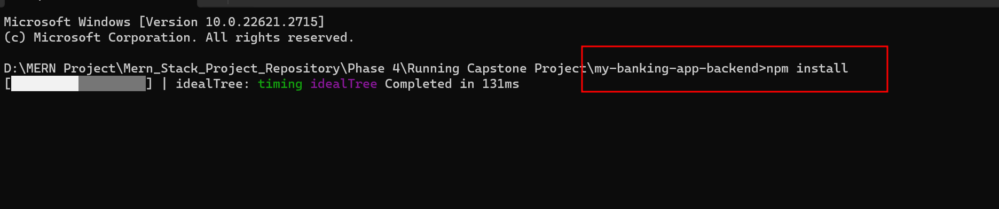 Microsoft Windows [Version 10.0.22621.2715]
(c) Microsoft Corporation. All rights reserved.
D:\MERN Project\Mern_Stack_Project_Repository\Phase 4\Running Capstone Project\my-banking-app-backend>npm install
[                  ] | idealTree: timing idealTree Completed in 131ms